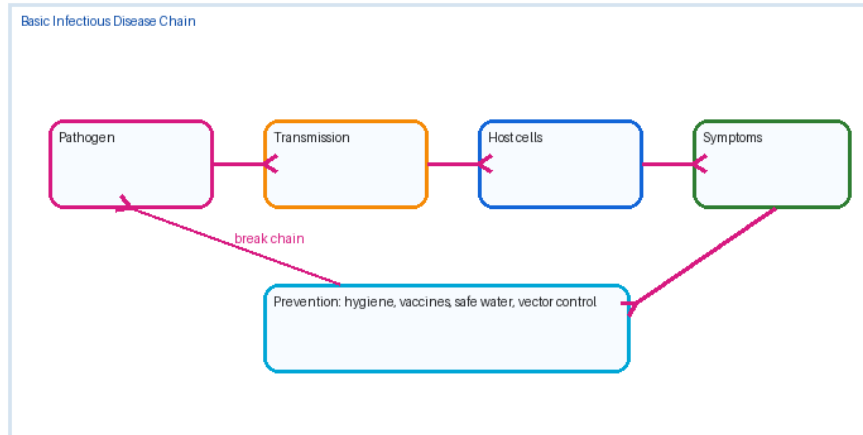 Basic Infectious Disease Chain
Pathogen
Transmission
Host cells
Symptoms
break chain
Prevention: hygiene, vaccines, safe water, vector control